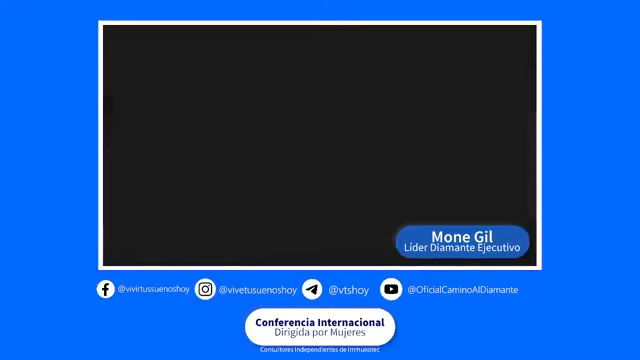 Mone Gil
Líder Diamante Ejecutivo
@vivirtussuenoshoy
@vivetusuenoshoy
@vtshoy
@OficialCaminoAlDiamante
Conferencia Internacional
Dirigida por Mujeres
Consultores Independientes de Immunotec